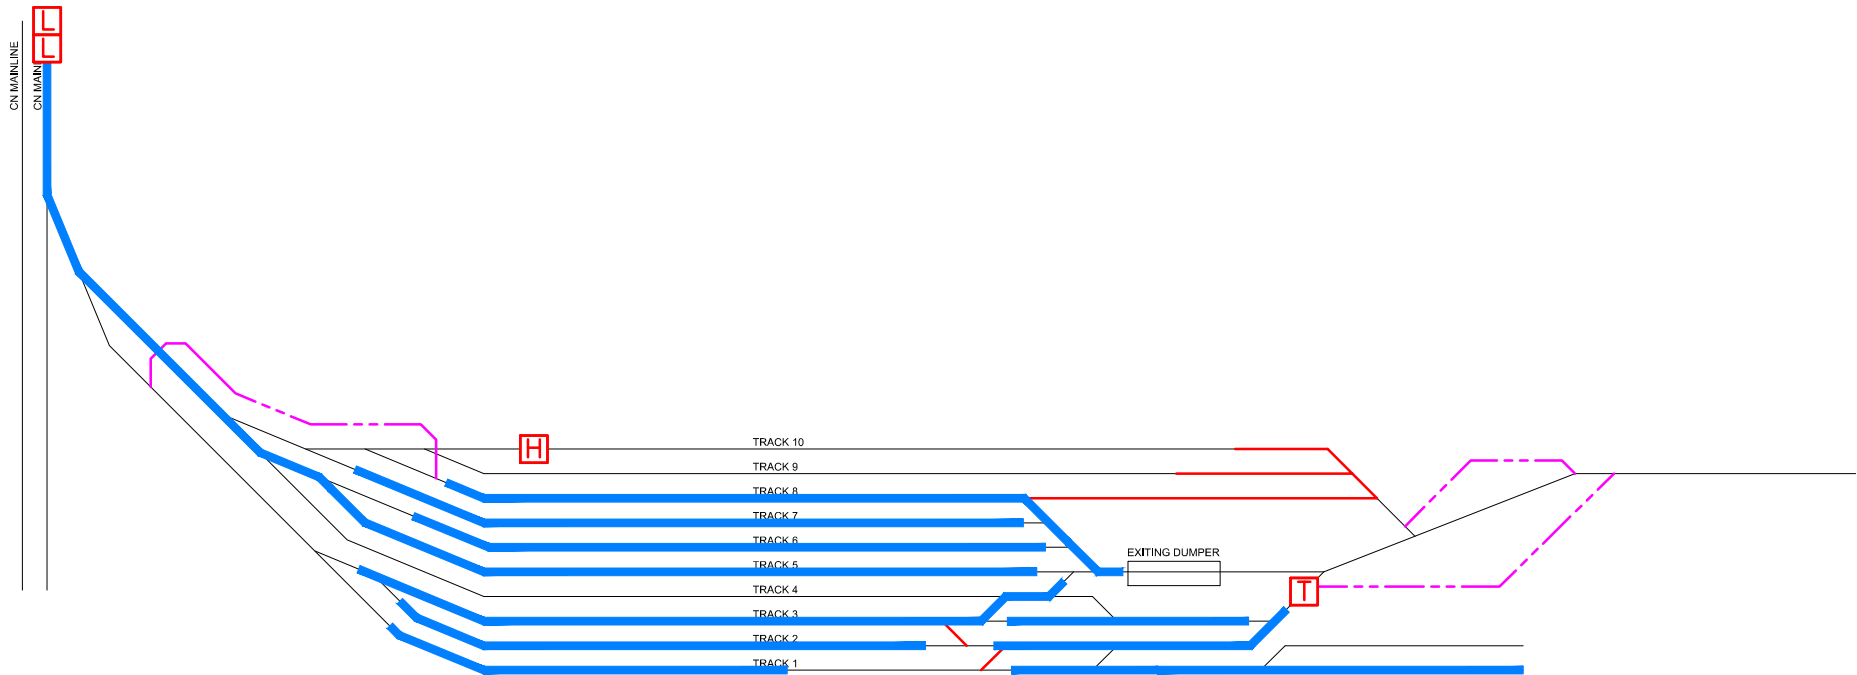 L
L
CN MAINLINE
CN MAIN
H
TRACK 10
TRACK 9
TRACK 8
TRACK 7
TRACK 6
TRACK 5
EXITING DUMPER
TRACK 4
T
TRACK 3
TRACK 2
TRACK 1